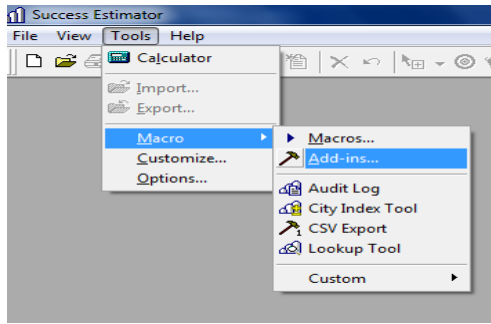 Success Estimator
File View Tools Help
Calculator
Import...
Export...
Macro
Customize...
Options...
Macros...
Add-ins...
Audit Log
City Index Tool
CSV Export
Lookup Tool
Custom